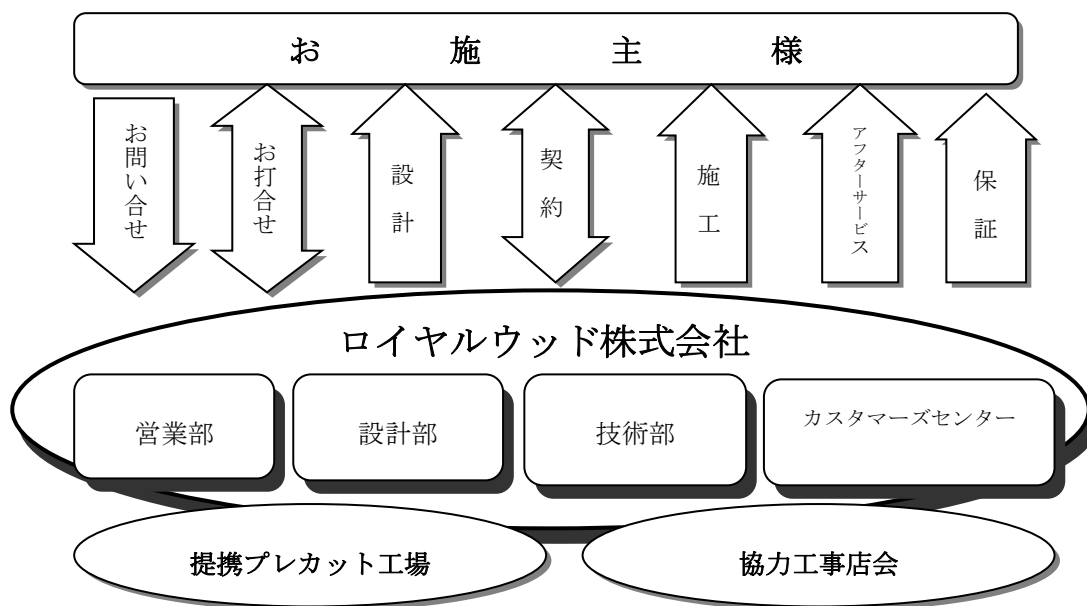 お施主様
お問い合せ
お打合せ
設計
契約
施工
アフターサービス
保証
ロイヤルウッド株式会社
営業部
設計部
技術部
カスタマーズセンター
提携プレカット工場
協力工事店会